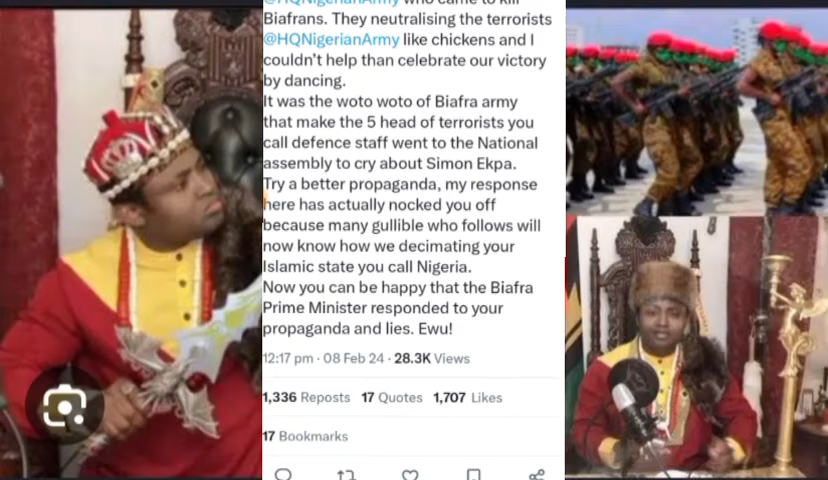 @HQNigerianArmy who came to kill
Biafrans. They neutralising the terrorists
@HQNigerianArmy like chickens and I
couldn't help than celebrate our victory
by dancing.
It was the woto woto of Biafra army
that make the 5 head of terrorists you
call defence staff went to the National
assembly to cry about Simon Ekpa.
Try a better propaganda, my response
here has actually nocked you off
because many gullible who follows will
now know how we decimating your
Islamic state you call Nigeria.
Now you can be happy that the Biafra
Prime Minister responded to your
propaganda and lies. Ewu!
12:17 pm · 08 Feb 24 · 28.3K Views
1,336 Reposts 17 Quotes 1,707 Likes
17 Bookmarks